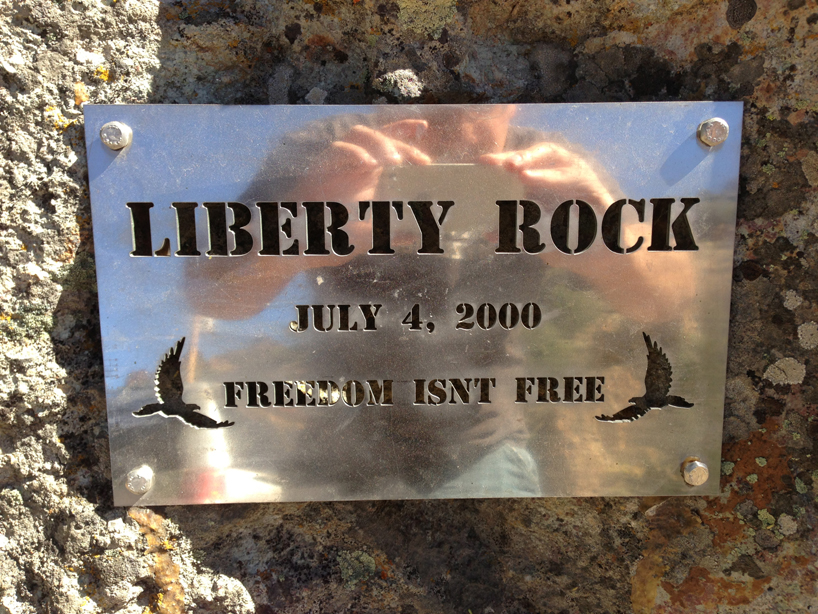 LIBERTY ROCK
JULY 4, 2000
FREEDOM ISNT FREE